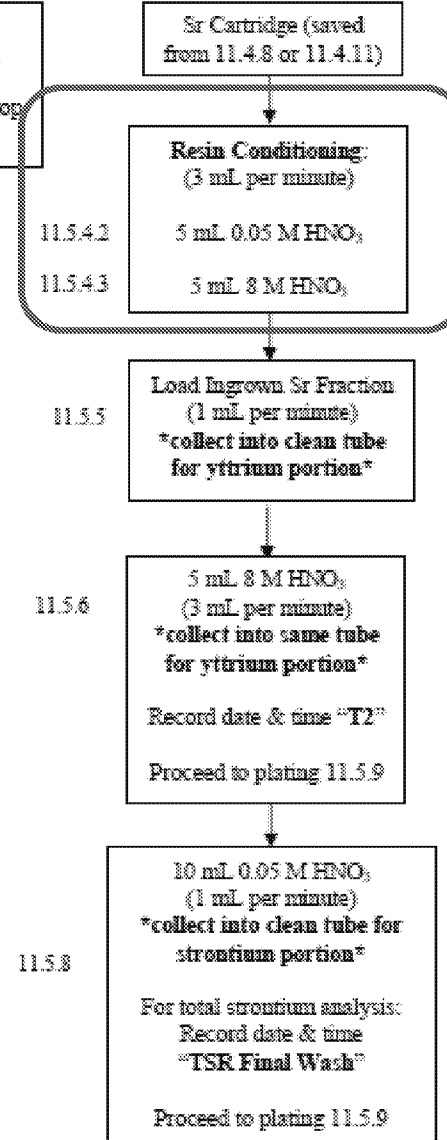 Sr Cartridge (saved
from 11.4.8 or 11.4.11)
op
Resin Conditioning:
(3 mL per minute)
11.5.4.2
5 mL 0.05 M HNO₃
11.5.4.3
5 mL 8 M HNO₃
11.5.5
Load Ingrown Sr Fraction
(1 mL per minute)
*collect into clean tube
for yttrium portion*
11.5.6
5 mL 8 M HNO₃
(3 mL per minute)
*collect into same tube
for yttrium portion*
Record date & time “T2”
Proceed to plating 11.5.9
11.5.8
10 mL 0.05 M HNO₃
(1 mL per minute)
*collect into clean tube for
strontium portion*
For total strontium analysis:
Record date & time
“TSR Final Wash”
Proceed to plating 11.5.9